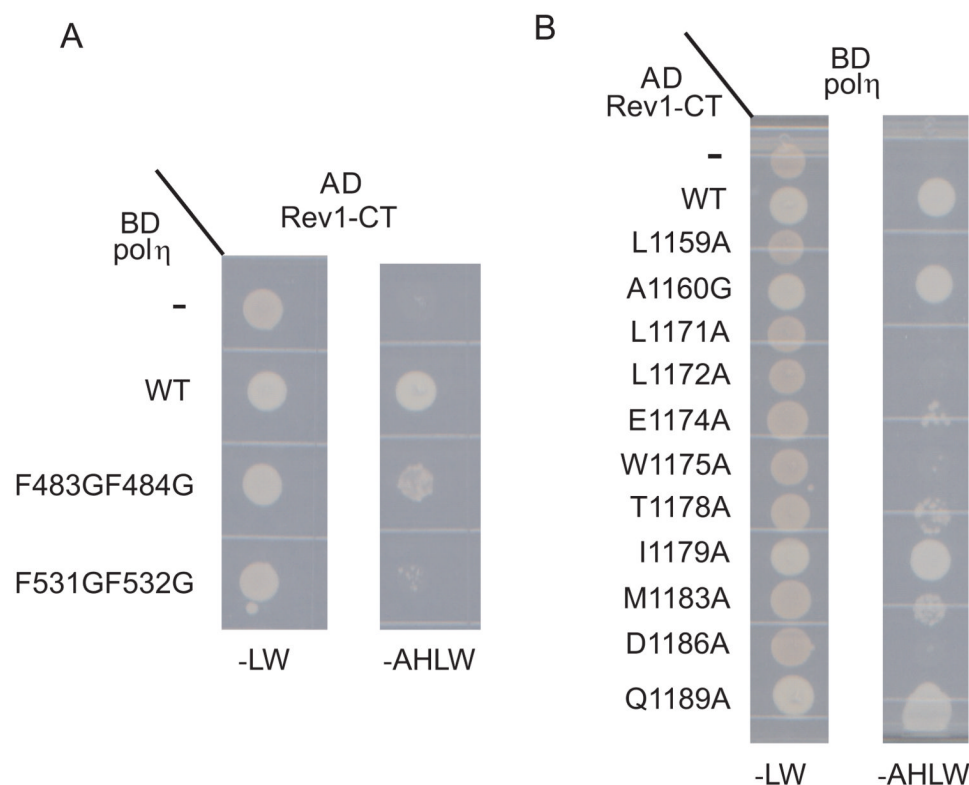 A
BD
polη
AD
Rev1-CT
-
WT
F483GF484G
F531GF532G
-LW
-AHLW
B
AD
Rev1-CT
BD
polη
-
WT
L1159A
A1160G
L1171A
L1172A
E1174A
W1175A
T1178A
I1179A
M1183A
D1186A
Q1189A
-LW
-AHLW